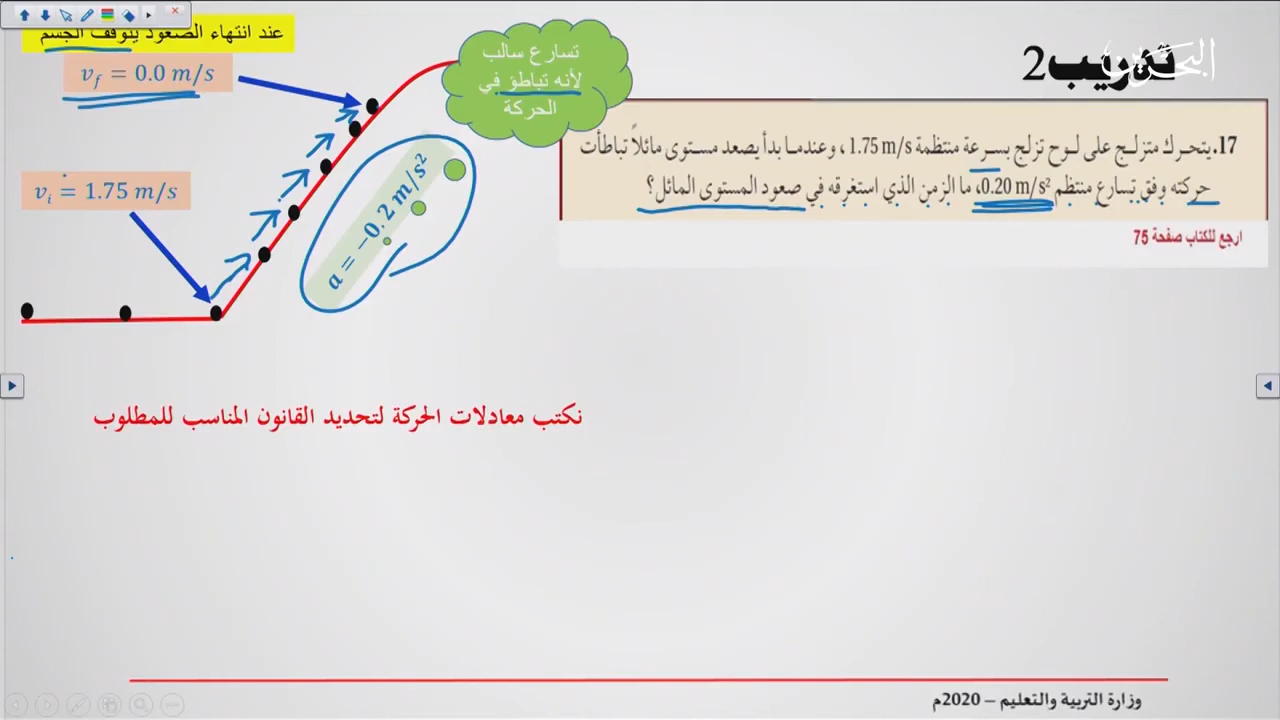 تدريب 2
البحرين
17. يتحرك متزلج على لوح تزلج بسرعة منتظمة 1.75 m/s، وعندما بدأ يصعد مستوى مائلاً تباطأت
حركته وفق تسارع منتظم 0.20 m/s²، ما الزمن الذي استغرقه في صعود المستوى المائل؟
ارجع للكتاب صفحة 75
عند انتهاء الصعود يتوقف الجسم
v_f = 0.0 m/s
تسارع سالب
لأنه تباطؤ في
الحركة
v_i = 1.75 m/s
a = −0.2 m/s²
نكتب معادلات الحركة لتحديد القانون المناسب للمطلوب
وزارة التربية والتعليم – 2020م